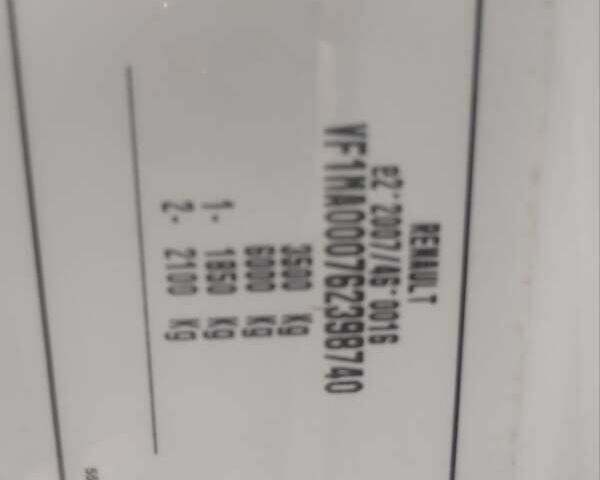 RENAULT
e2*2007//46*0016
VF1MA000762398740
3500 Kg
6000 Kg
1- 1850 Kg
2- 2100 Kg